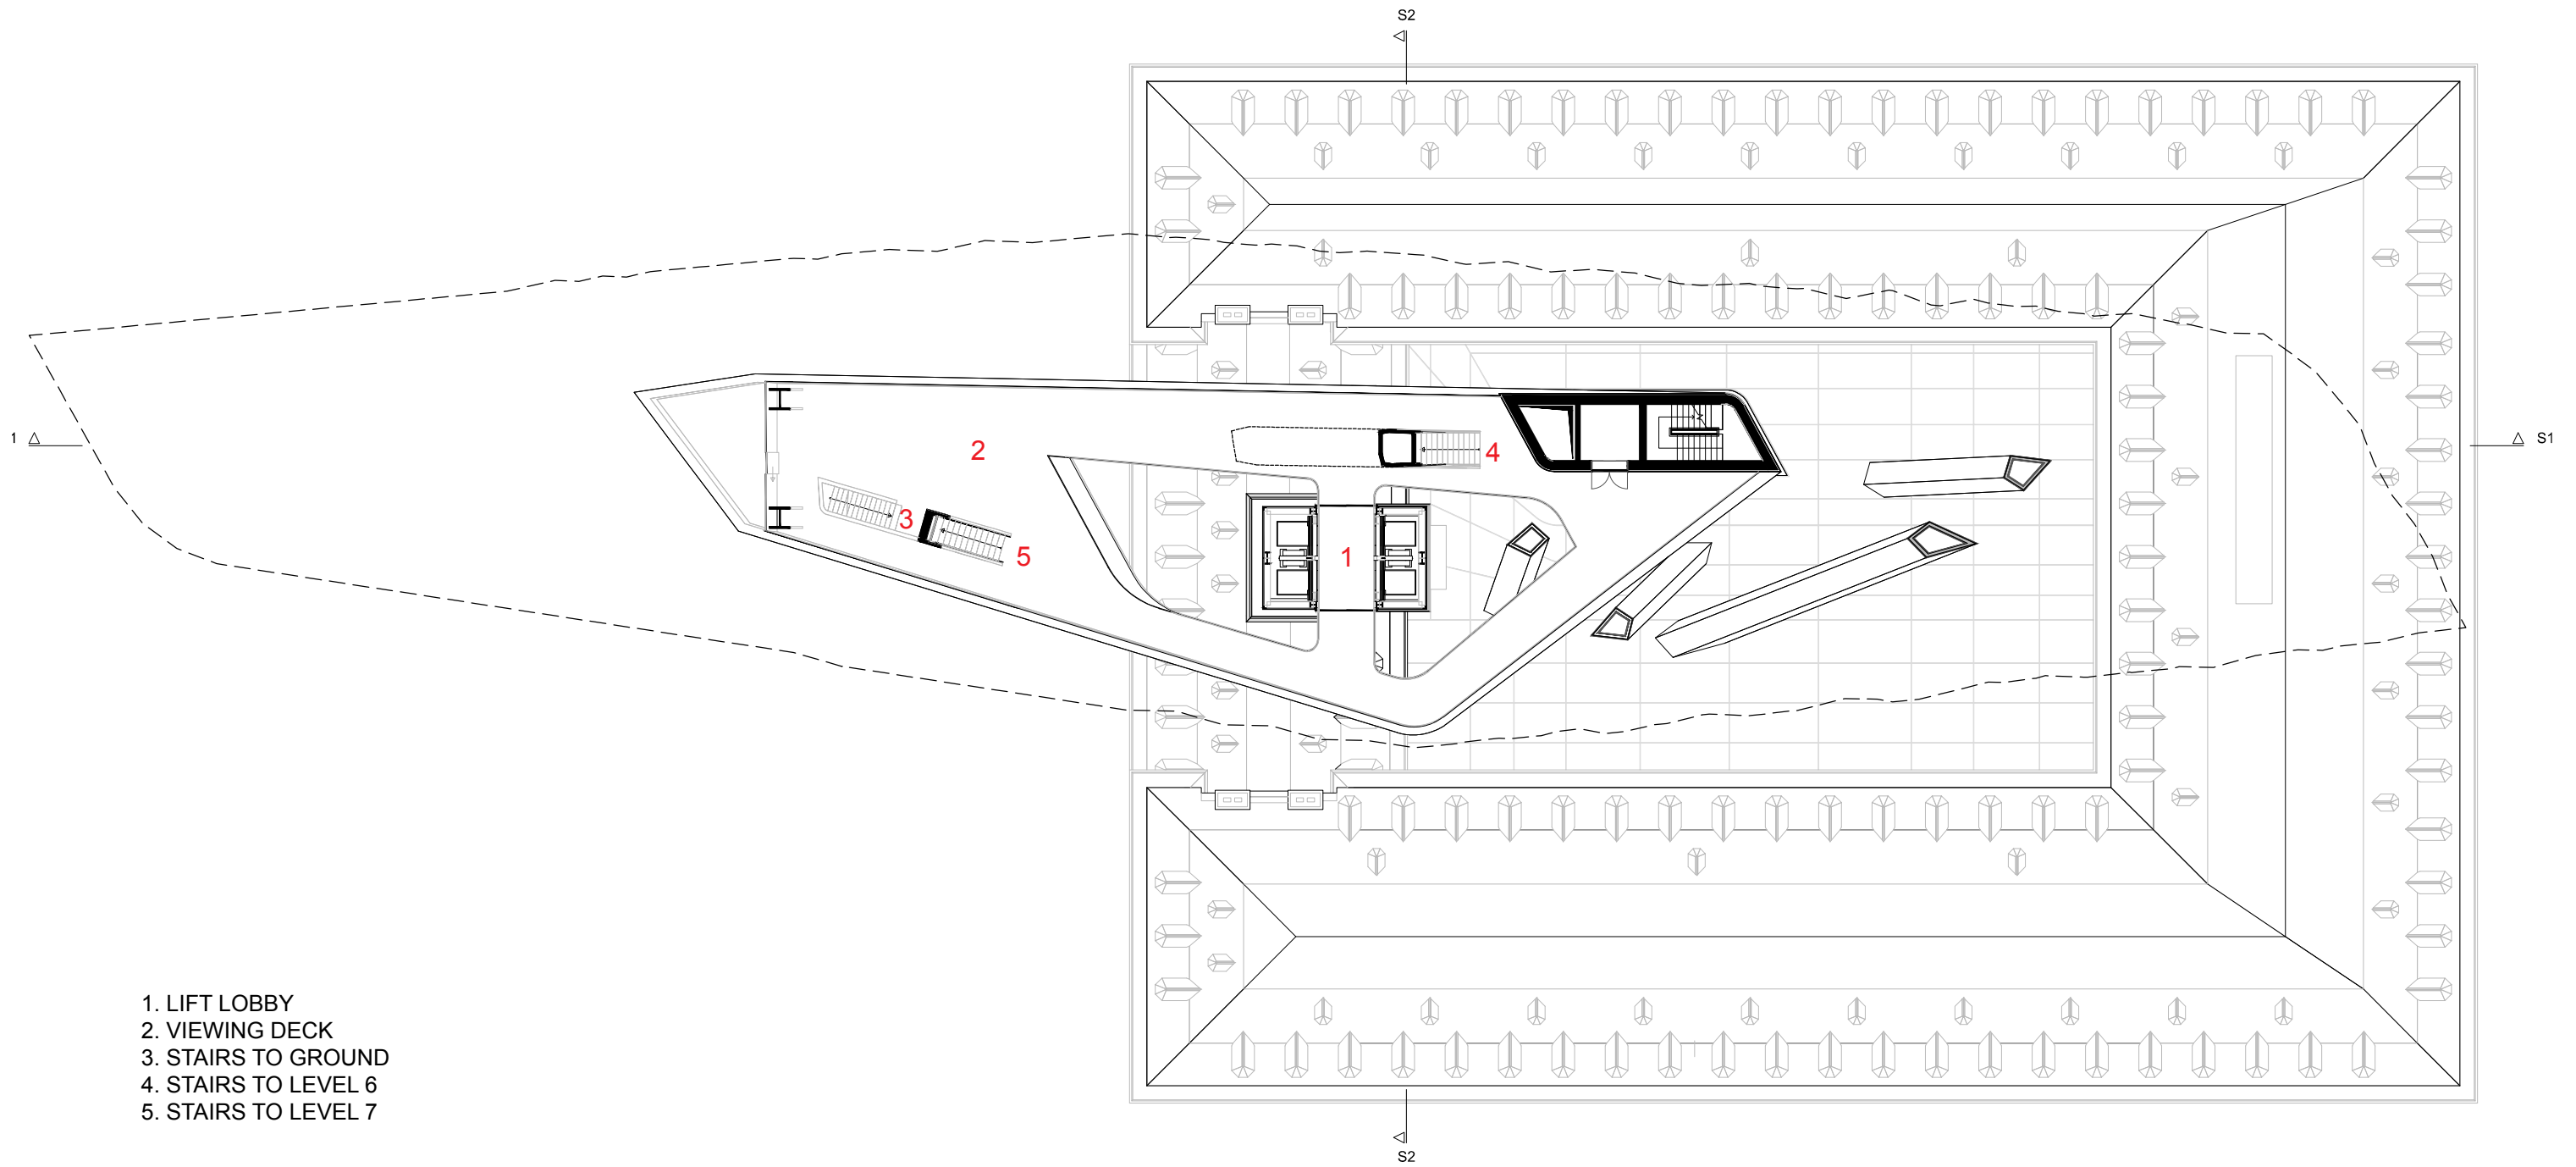 S2
1
S1
2
4
3
5
1
1. LIFT LOBBY
2. VIEWING DECK
3. STAIRS TO GROUND
4. STAIRS TO LEVEL 6
5. STAIRS TO LEVEL 7
S2